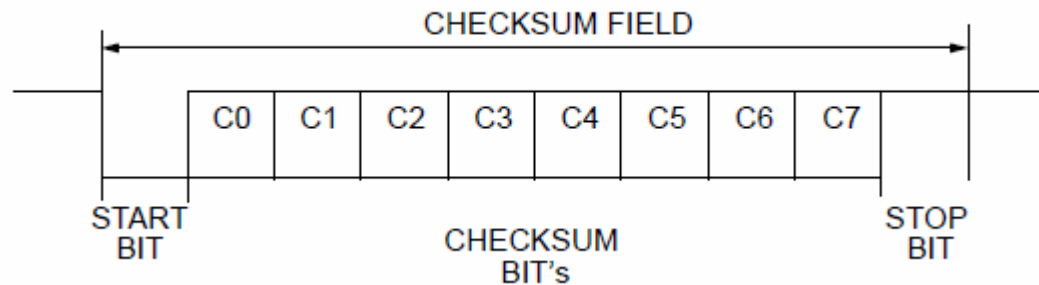 CHECKSUM FIELD
C0 C1 C2 C3 C4 C5 C6 C7
START
BIT
CHECKSUM
BIT's
STOP
BIT